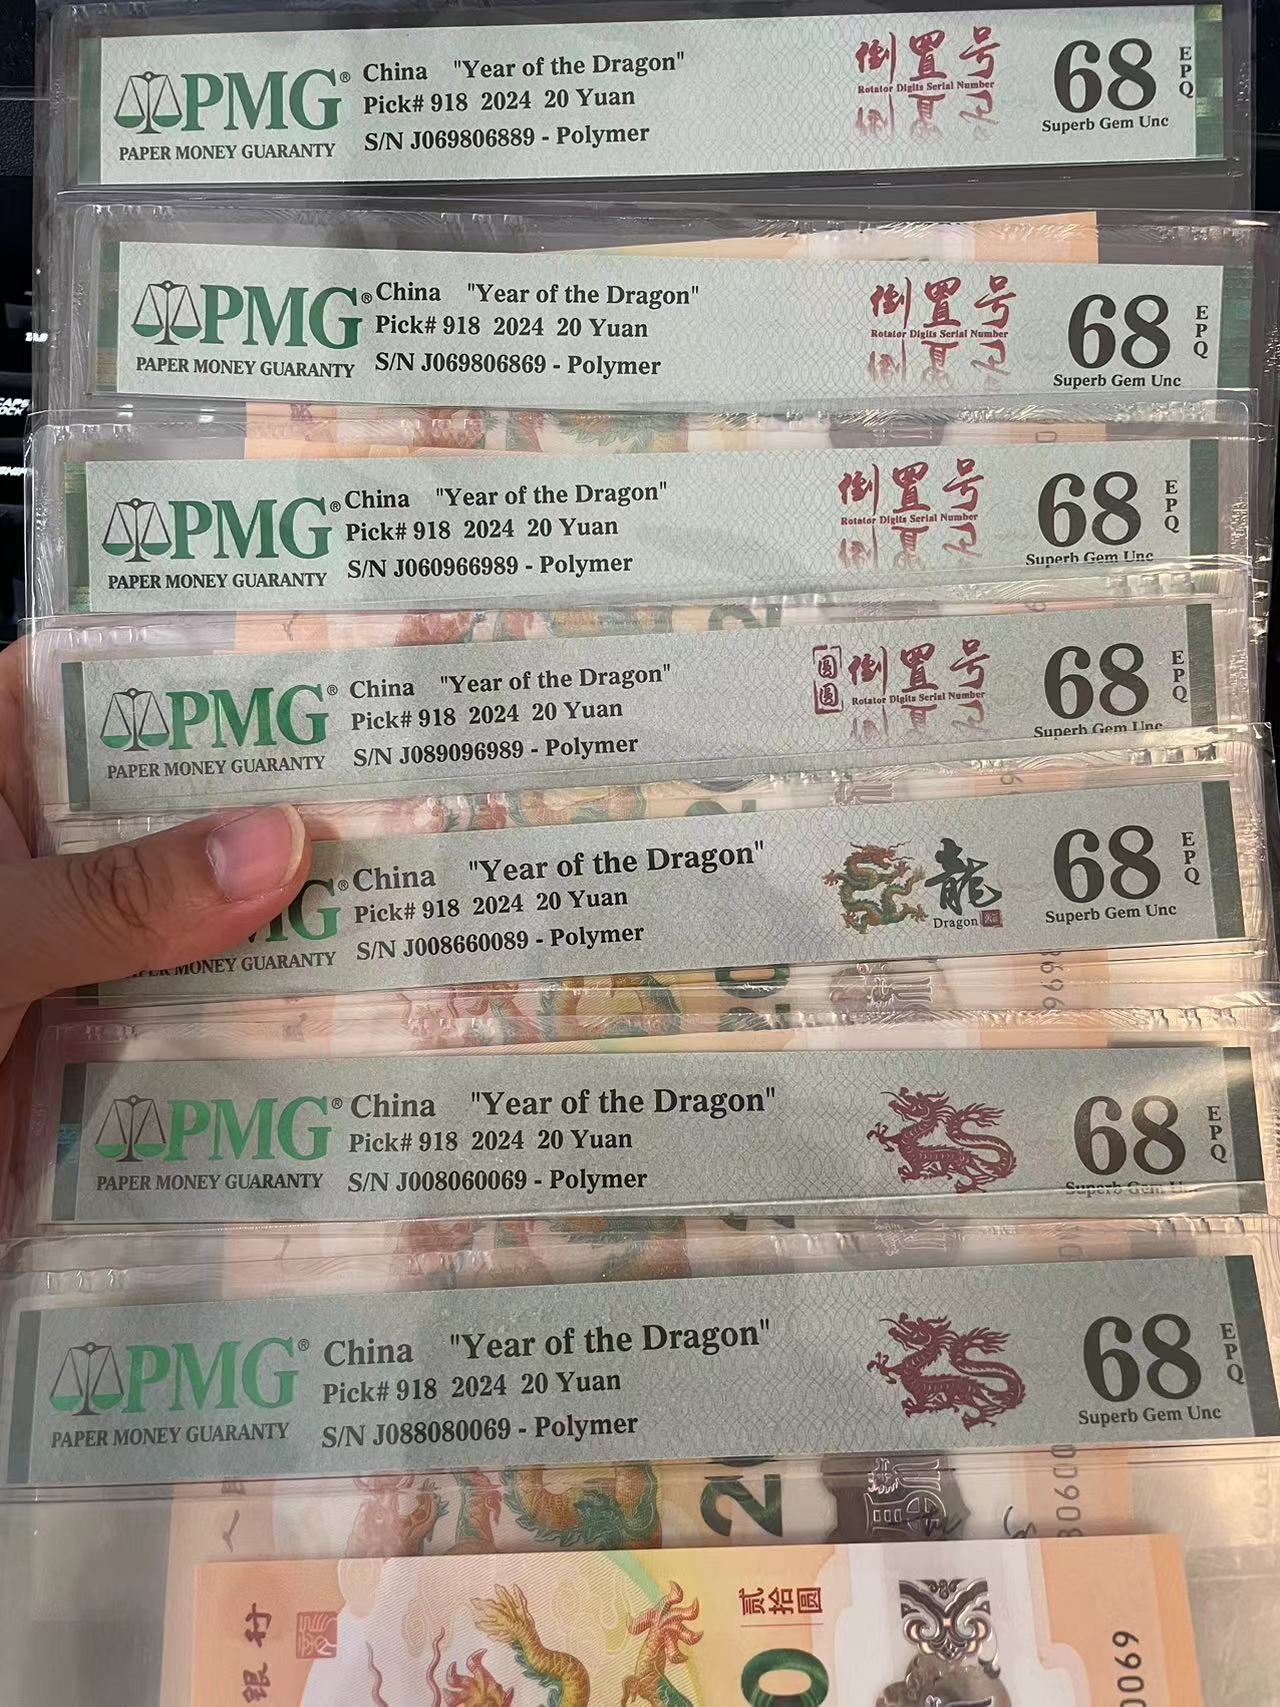 PMG® China "Year of the Dragon" 倒置号 68 EPQ
Pick# 918 2024 20 Yuan Rotator Digits Serial Number
PAPER MONEY GUARANTY S/N J069806889 - Polymer Superb Gem Unc
PMG® China "Year of the Dragon" 倒置号 68 EPQ
Pick# 918 2024 20 Yuan Rotator Digits Serial Number
PAPER MONEY GUARANTY S/N J069806869 - Polymer Superb Gem Unc
PMG® China "Year of the Dragon" 倒置号 68 EPQ
Pick# 918 2024 20 Yuan Rotator Digits Serial Number
PAPER MONEY GUARANTY S/N J060966989 - Polymer Superb Gem Unc
PMG® China "Year of the Dragon" 圆圆 倒置号 68 EPQ
Pick# 918 2024 20 Yuan Rotator Digits Serial Number
PAPER MONEY GUARANTY S/N J089096989 - Polymer Superb Gem Unc
G® China "Year of the Dragon" 龍 68 EPQ
Pick# 918 2024 20 Yuan Dragon
MONEY GUARANTY S/N J008660089 - Polymer Superb Gem Unc
PMG® China "Year of the Dragon" 68 EPQ
Pick# 918 2024 20 Yuan
PAPER MONEY GUARANTY S/N J008060069 - Polymer Superb Gem Unc
PMG® China "Year of the Dragon" 68 EPQ
Pick# 918 2024 20 Yuan
PAPER MONEY GUARANTY S/N J088080069 - Polymer Superb Gem Unc
20
银行
贰拾圆
0
0069